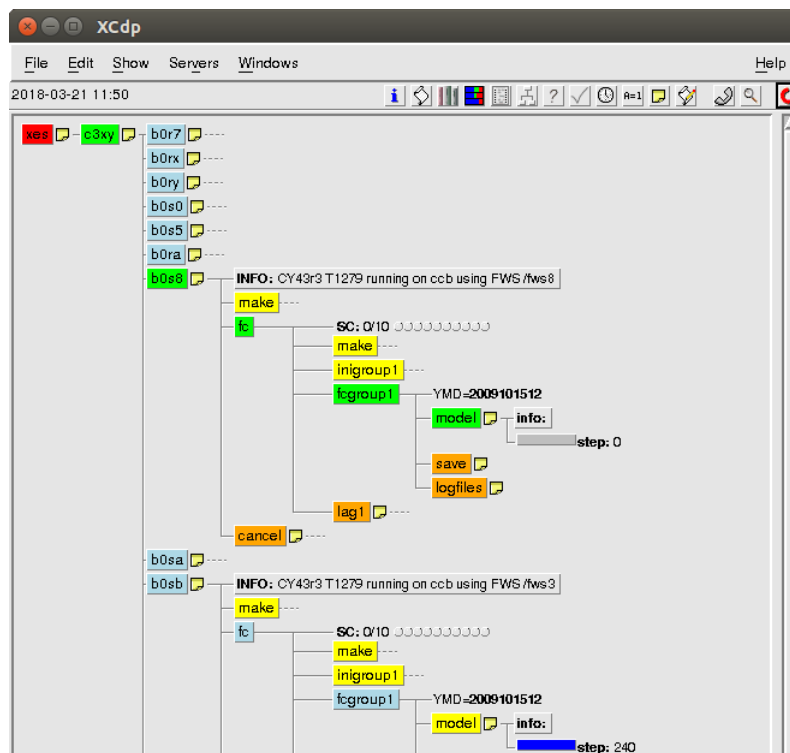 XCdp
File Edit Show Servers Windows Help
2018-03-21 11:50 i ? A=1
xes c3xy b0r7
b0rx
b0ry
b0s0
b0s5
b0ra
b0s8 INFO: CY43r3 T1279 running on ccb using FWS /fws8
make
fc SC: 0/10
make
inigroup1
fcgroup1 YMD=2009101512
model info:
step: 0
save
logfiles
lag1
cancel
b0sa
b0sb INFO: CY43r3 T1279 running on ccb using FWS /fws3
make
fc SC: 0/10
make
inigroup1
fcgroup1 YMD=2009101512
model info:
step: 240